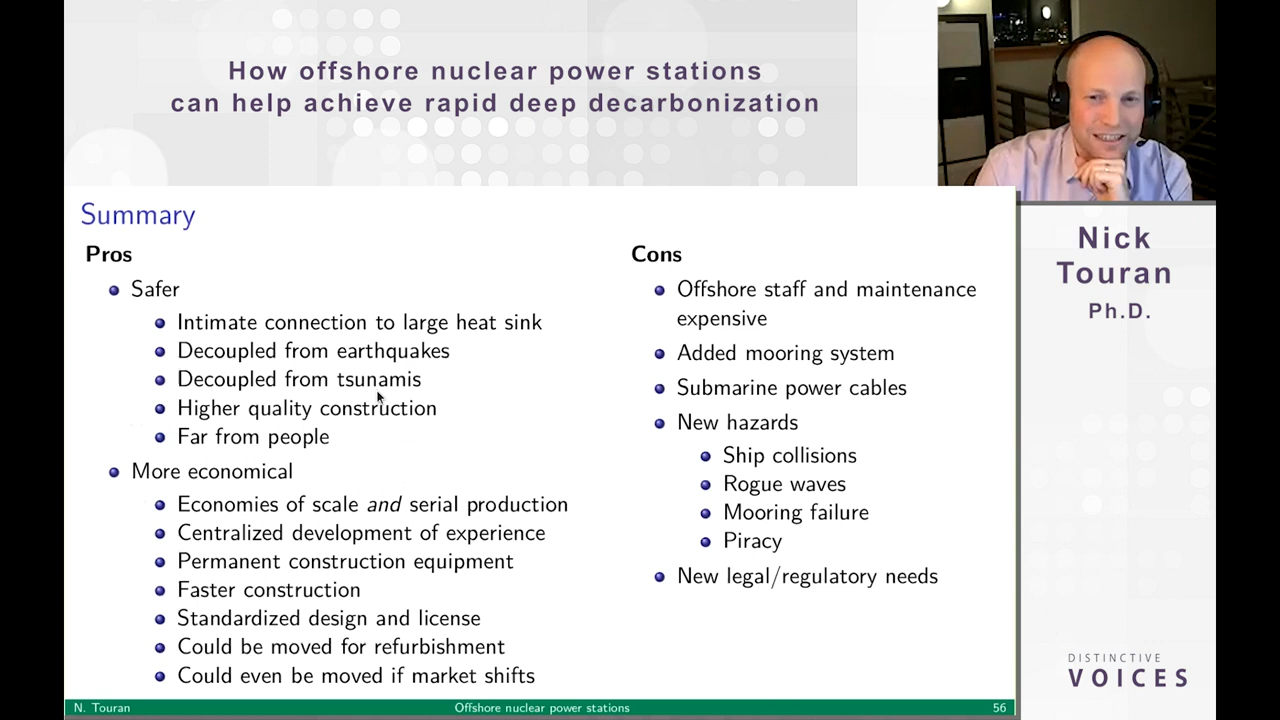 How offshore nuclear power stations
can help achieve rapid deep decarbonization
Nick
Touran
Ph.D.
Summary
Pros
Safer
Intimate connection to large heat sink
Decoupled from earthquakes
Decoupled from tsunamis
Higher quality construction
Far from people
More economical
Economies of scale and serial production
Centralized development of experience
Permanent construction equipment
Faster construction
Standardized design and license
Could be moved for refurbishment
Could even be moved if market shifts
Cons
Offshore staff and maintenance
expensive
Added mooring system
Submarine power cables
New hazards
Ship collisions
Rogue waves
Mooring failure
Piracy
New legal/regulatory needs
N. Touran
Offshore nuclear power stations
56
DISTINCTIVE
VOICES